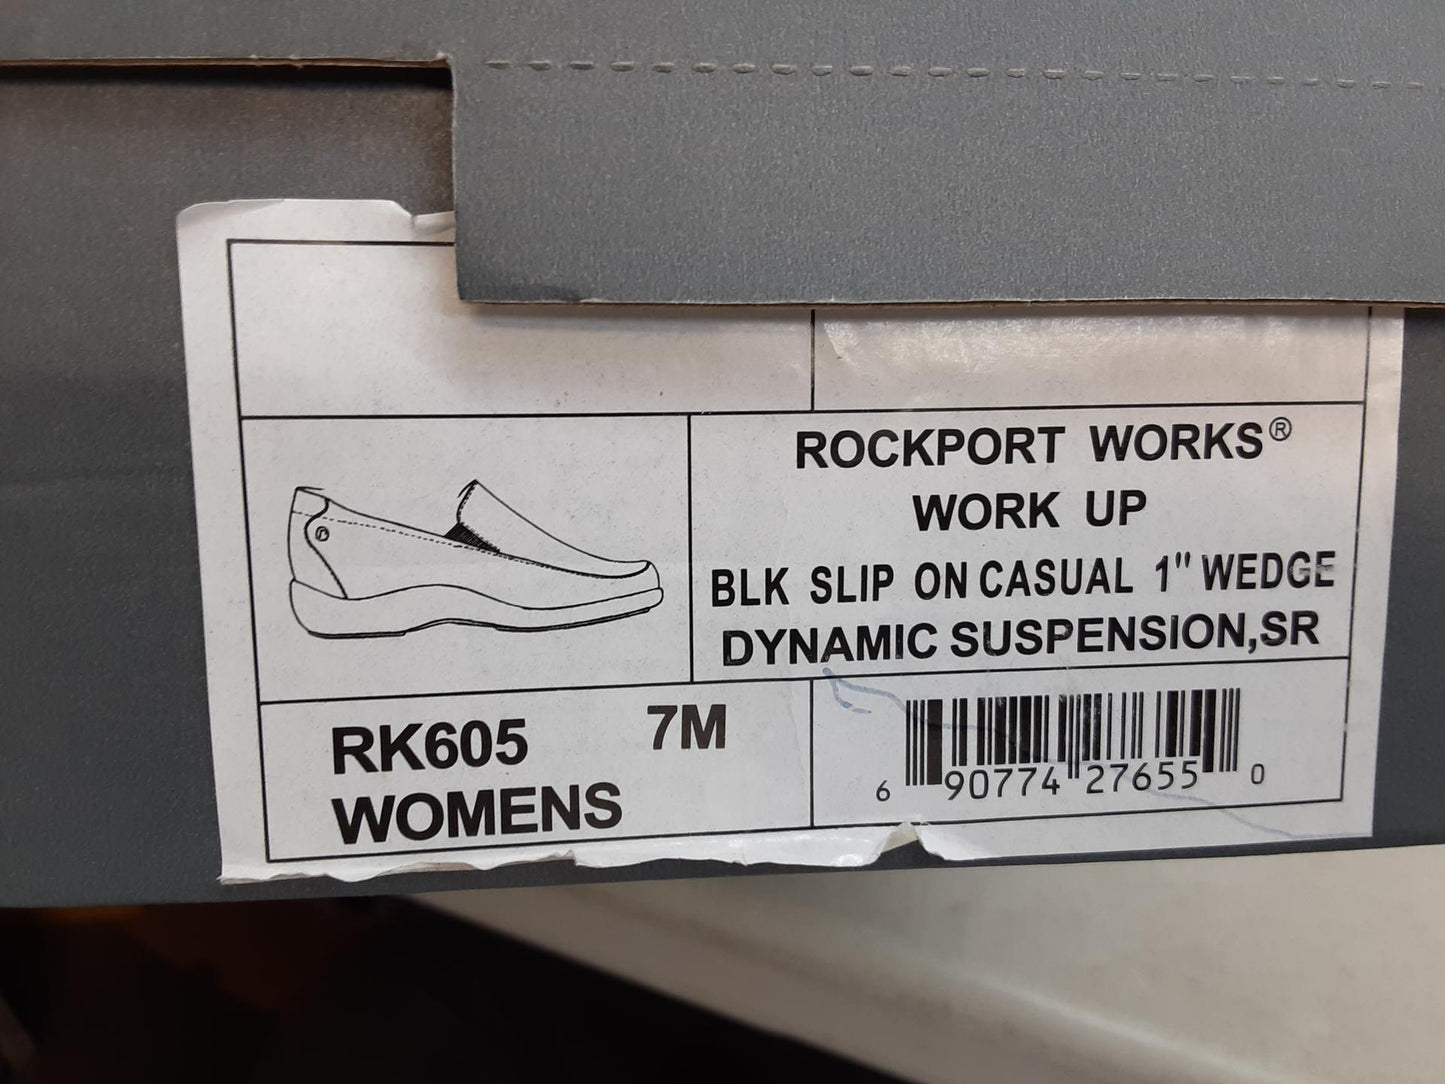 ROCKPORT WORKS®
WORK UP
BLK SLIP ON CASUAL 1" WEDGE
DYNAMIC SUSPENSION,SR
RK605 7M
WOMENS
6 90774 27655 0